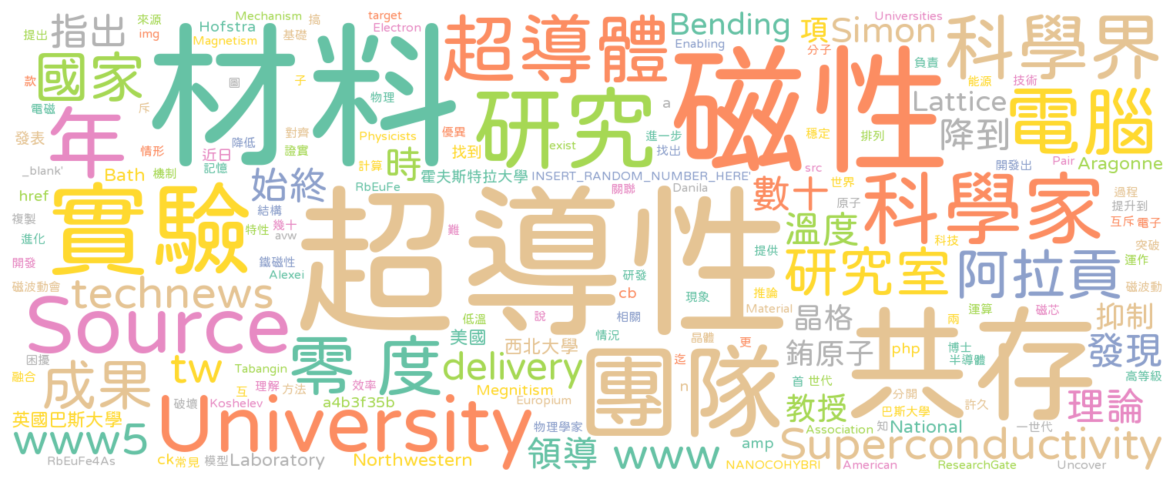 提出
來源
指出
img
Hofstra
Mechanism
搞
target
Magnetism
基礎
Electron
超導體
Bending
Enabling
項
Universities
Simon
分子
科學界
國家
材料
磁性
負責
能源
技術
款
電磁
斥
圖
子
物理
研究
a
Lattice
電腦
發表
年
降低
對齊
Physicists
優異
進一步
穩定
排列
降到
情形
近日
證實
計算
找到
exist
找出
src
開發出
_blank'
Bath
機制
記憶
時
霍夫斯特拉大學
INSERT_RANDOM_NUMBER_HERE'
Pair
Aragonne
href
實驗
始終
RbEuFe
關聯
Danila
數十
世界
科學家
過程
提升到
複製
結構
原子
互斥
電子
進化
特性
幾十
avw
超導性
難
提供
溫度
科技
突破
開發
鐵磁性
Alexei
研發
研究室
阿拉貢
運作
磁波動會
technews
cb
現象
推論
磁波動
Source
低溫
說
相關
Material
運算
磁芯
美國
情況
晶體
晶格
共存
抑制
困擾
零度
西北大學
更
兩
博士
發現
融合
成果
tw
Tabangin
delivery
團隊
銪原子
php
半導體
高等級
理解
方法
效率
迄
互
Megnitism
n
首
世代
分開
University
破壞
Koshelev
a4b3f35b
Europium
教授
巴斯大學
許久
理論
英國巴斯大學
物理學家
Association
知
一世代
www5
領導
www
amp
National
Superconductivity
RbEuFe4As
ck
常見
模型
Laboratory
Northwestern
NANOCOHYBRI
American
ResearchGate
Uncover